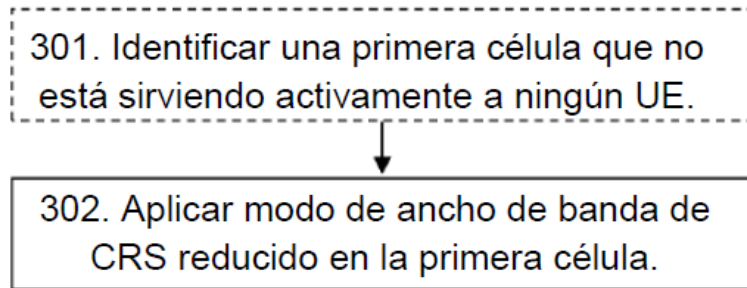 301. Identificar una primera célula que no
está sirviendo activamente a ningún UE.
302. Aplicar modo de ancho de banda de
CRS reducido en la primera célula.